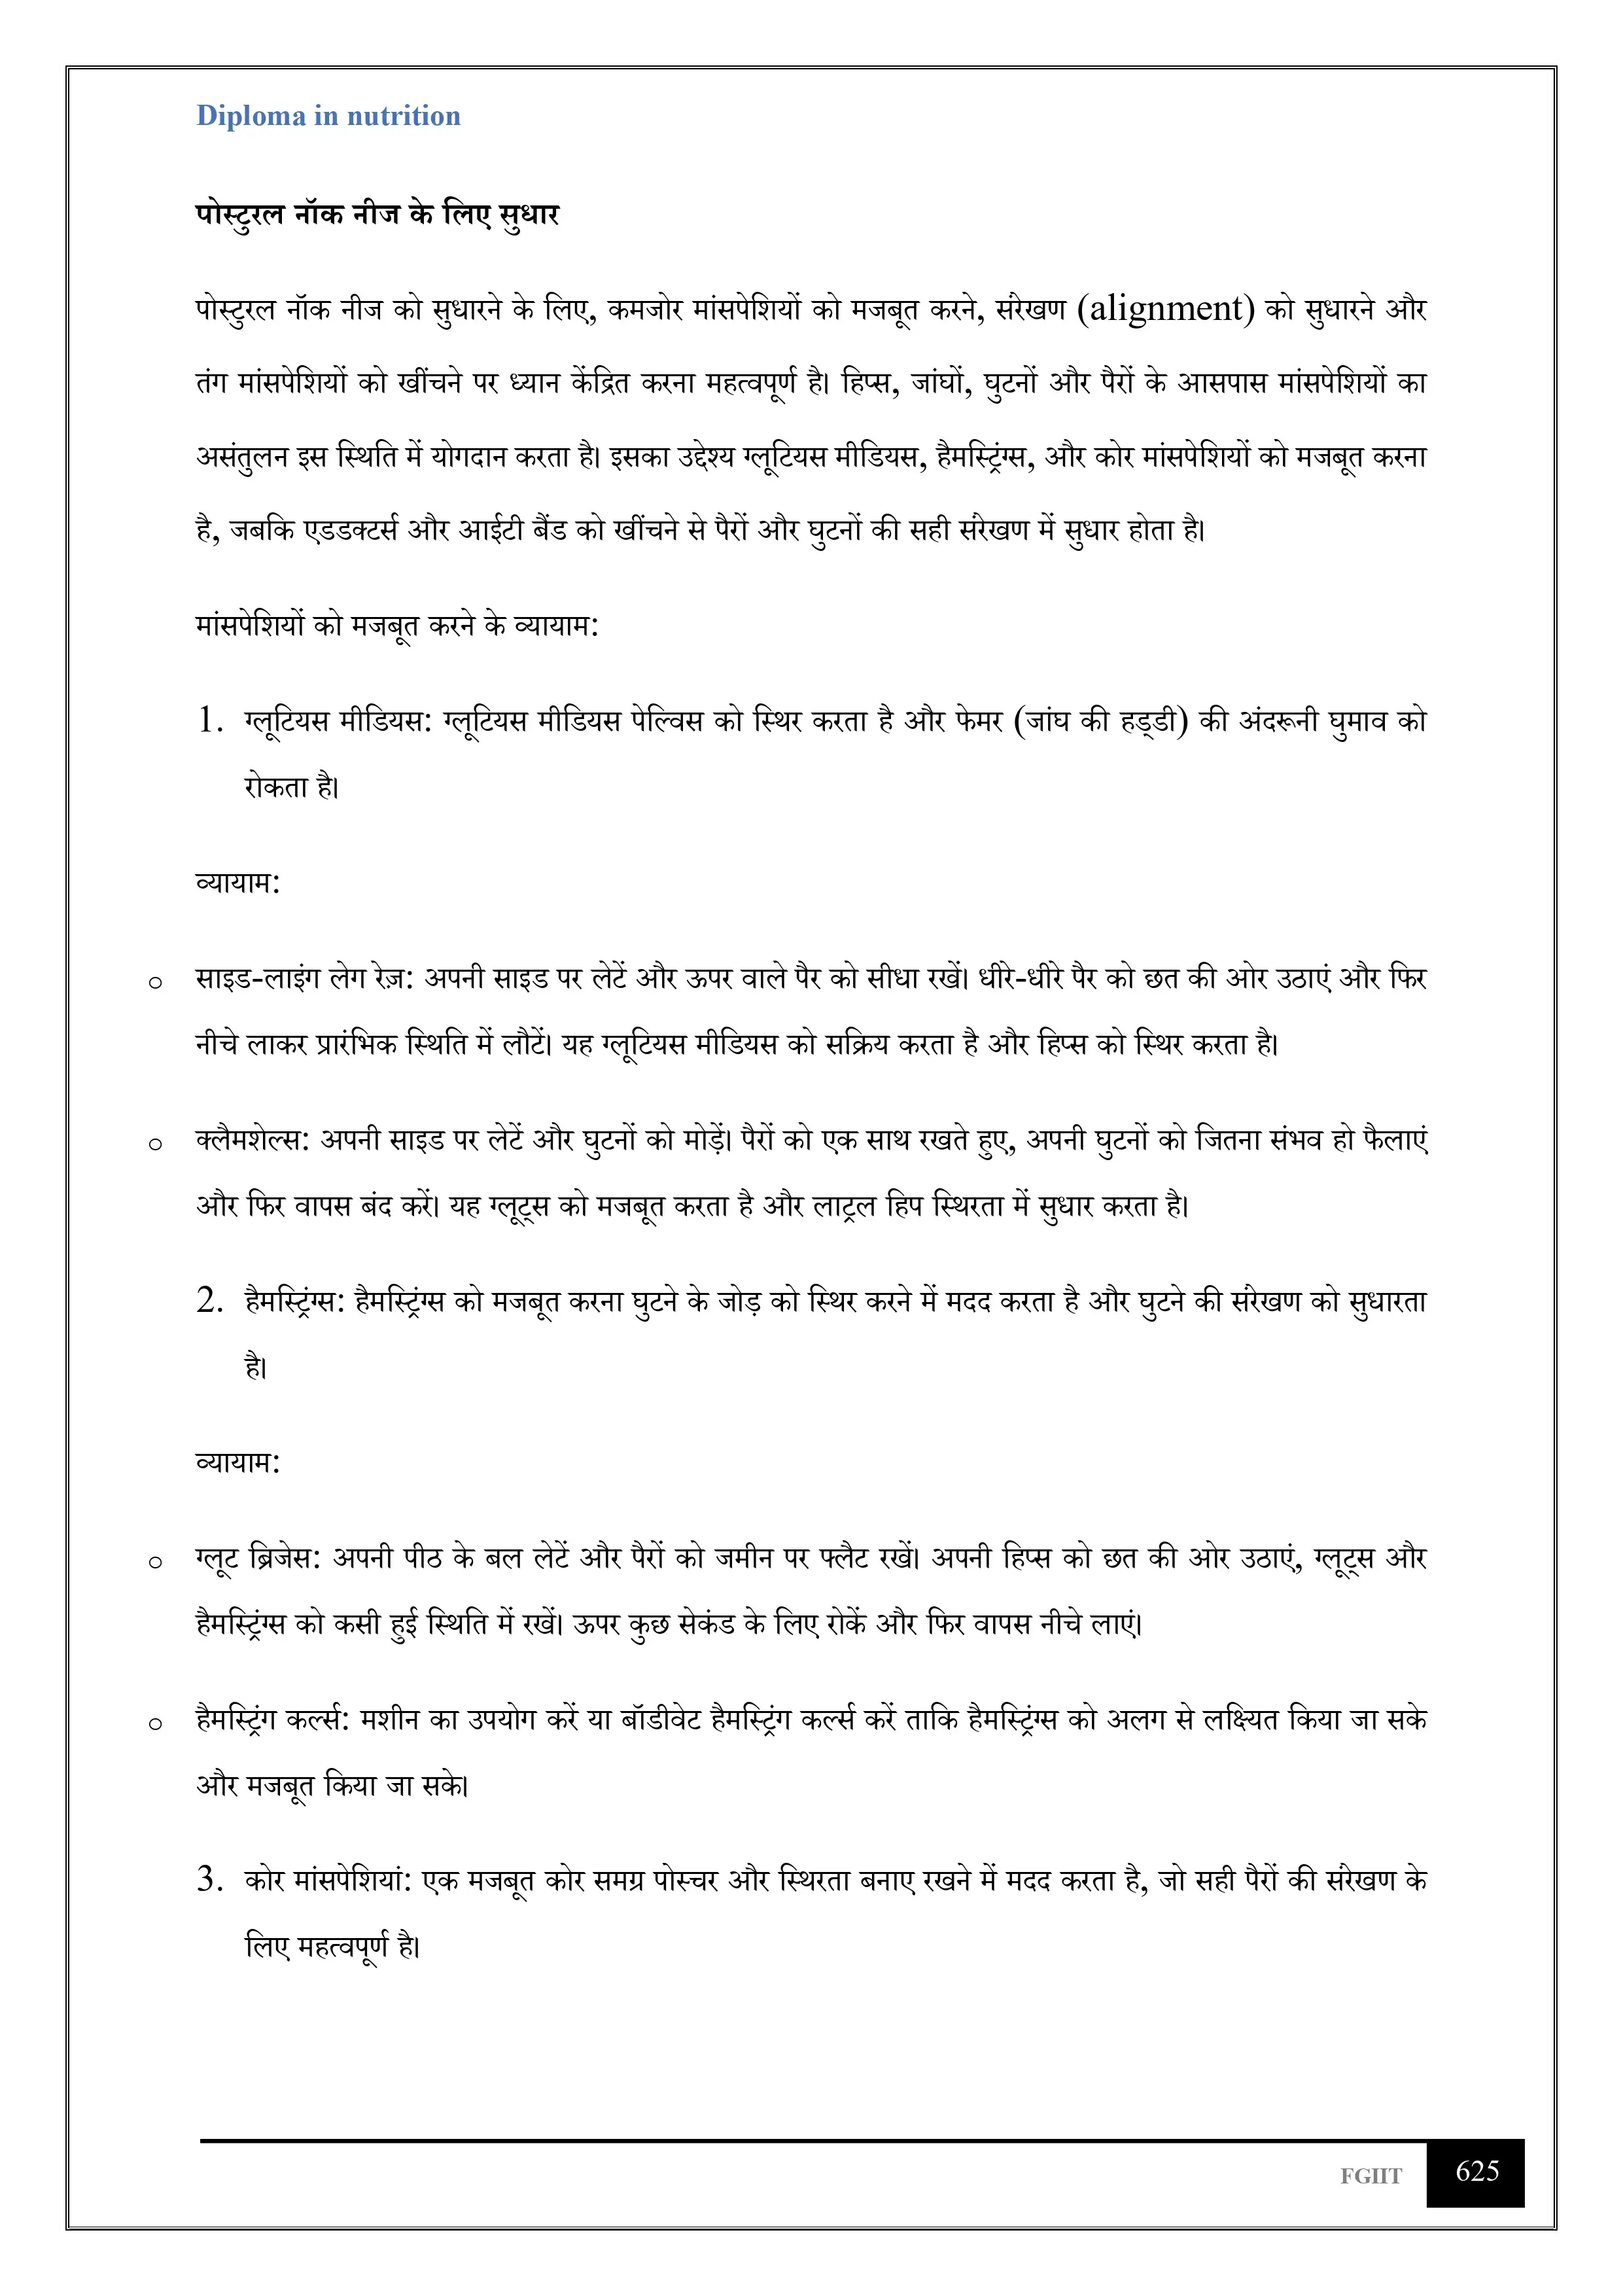 Diploma in nutrition
पोस्टुरल नॉक नीज के लिए सुधार
पोस्टुरल नॉक नीज को सुधारने के लिए, कमजोर मांसपेशियों को मजबूत करने, संरेखण (alignment) को सुधारने और
तंग मांसपेशियों को खींचने पर ध्यान केंद्रित करना महत्वपूर्ण है। हिप्स, जांघों, घुटनों और पैरों के आसपास मांसपेशियों का
असंतुलन इस स्थिति में योगदान करता है। इसका उद्देश्य ग्लूटियस मीडियस, हैमस्ट्रिंग्स, और कोर मांसपेशियों को मजबूत करना
है, जबकि एडडक्टर्स और आईटी बैंड को खींचने से पैरों और घुटनों की सही संरेखण में सुधार होता है।
मांसपेशियों को मजबूत करने के व्यायाम:
1. ग्लूटियस मीडियस: ग्लूटियस मीडियस पेल्विस को स्थिर करता है और फेमर (जांघ की हड्डी) की अंदरूनी घुमाव को
रोकता है।
व्यायाम:
o साइड-लाइंग लेग रेज़: अपनी साइड पर लेटें और ऊपर वाले पैर को सीधा रखें। धीरे-धीरे पैर को छत की ओर उठाएं और फिर
नीचे लाकर प्रारंभिक स्थिति में लौटें। यह ग्लूटियस मीडियस को सक्रिय करता है और हिप्स को स्थिर करता है।
o क्लैमशेल्स: अपनी साइड पर लेटें और घुटनों को मोड़ें। पैरों को एक साथ रखते हुए, अपनी घुटनों को जितना संभव हो फैलाएं
और फिर वापस बंद करें। यह ग्लूट्स को मजबूत करता है और लाट्रल हिप स्थिरता में सुधार करता है।
2. हैमस्ट्रिंग्स: हैमस्ट्रिंग्स को मजबूत करना घुटने के जोड़ को स्थिर करने में मदद करता है और घुटने की संरेखण को सुधारता
है।
व्यायाम:
o ग्लूट ब्रिजेस: अपनी पीठ के बल लेटें और पैरों को जमीन पर फ्लैट रखें। अपनी हिप्स को छत की ओर उठाएं, ग्लूट्स और
हैमस्ट्रिंग्स को कसी हुई स्थिति में रखें। ऊपर कुछ सेकंड के लिए रोकें और फिर वापस नीचे लाएं।
o हैमस्ट्रिंग कर्ल्स: मशीन का उपयोग करें या बॉडीवेट हैमस्ट्रिंग कर्ल्स करें ताकि हैमस्ट्रिंग्स को अलग से लक्ष्यित किया जा सके
और मजबूत किया जा सके।
3. कोर मांसपेशियां: एक मजबूत कोर समग्र पोस्चर और स्थिरता बनाए रखने में मदद करता है, जो सही पैरों की संरेखण के
लिए महत्वपूर्ण है।
FGIIT 625